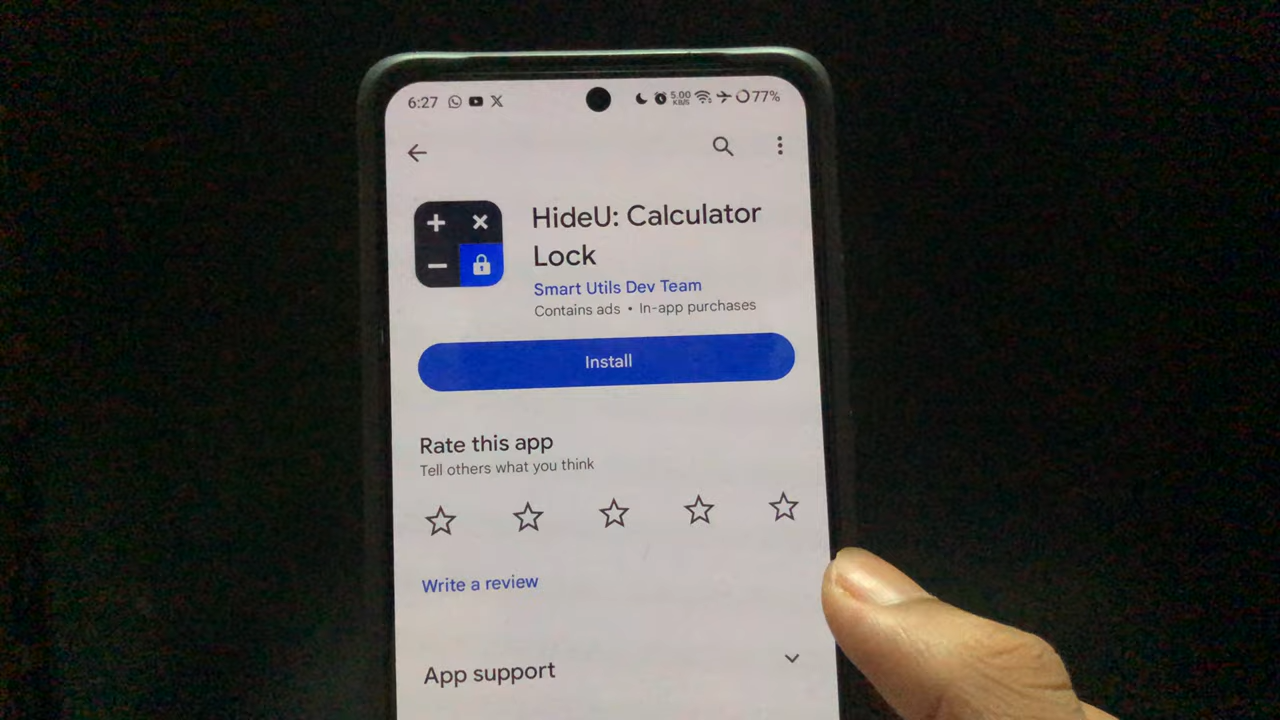 6:27 5.00 KB/S 77%
HideU: Calculator
Lock
Smart Utils Dev Team
Contains ads • In-app purchases
Install
Rate this app
Tell others what you think
Write a review
App support